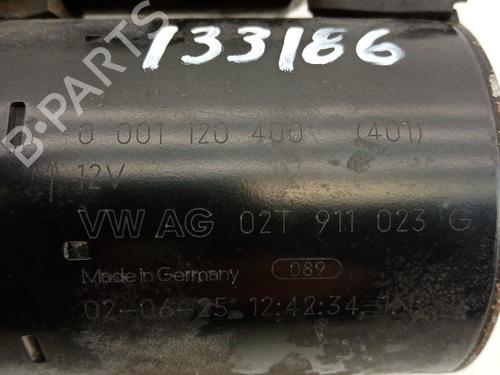 133186
B-PARTS
0 001 120 400 (401)
12V
VW AG 02T 911 023 G
Made in Germany 089
02-06-25 12:42:34